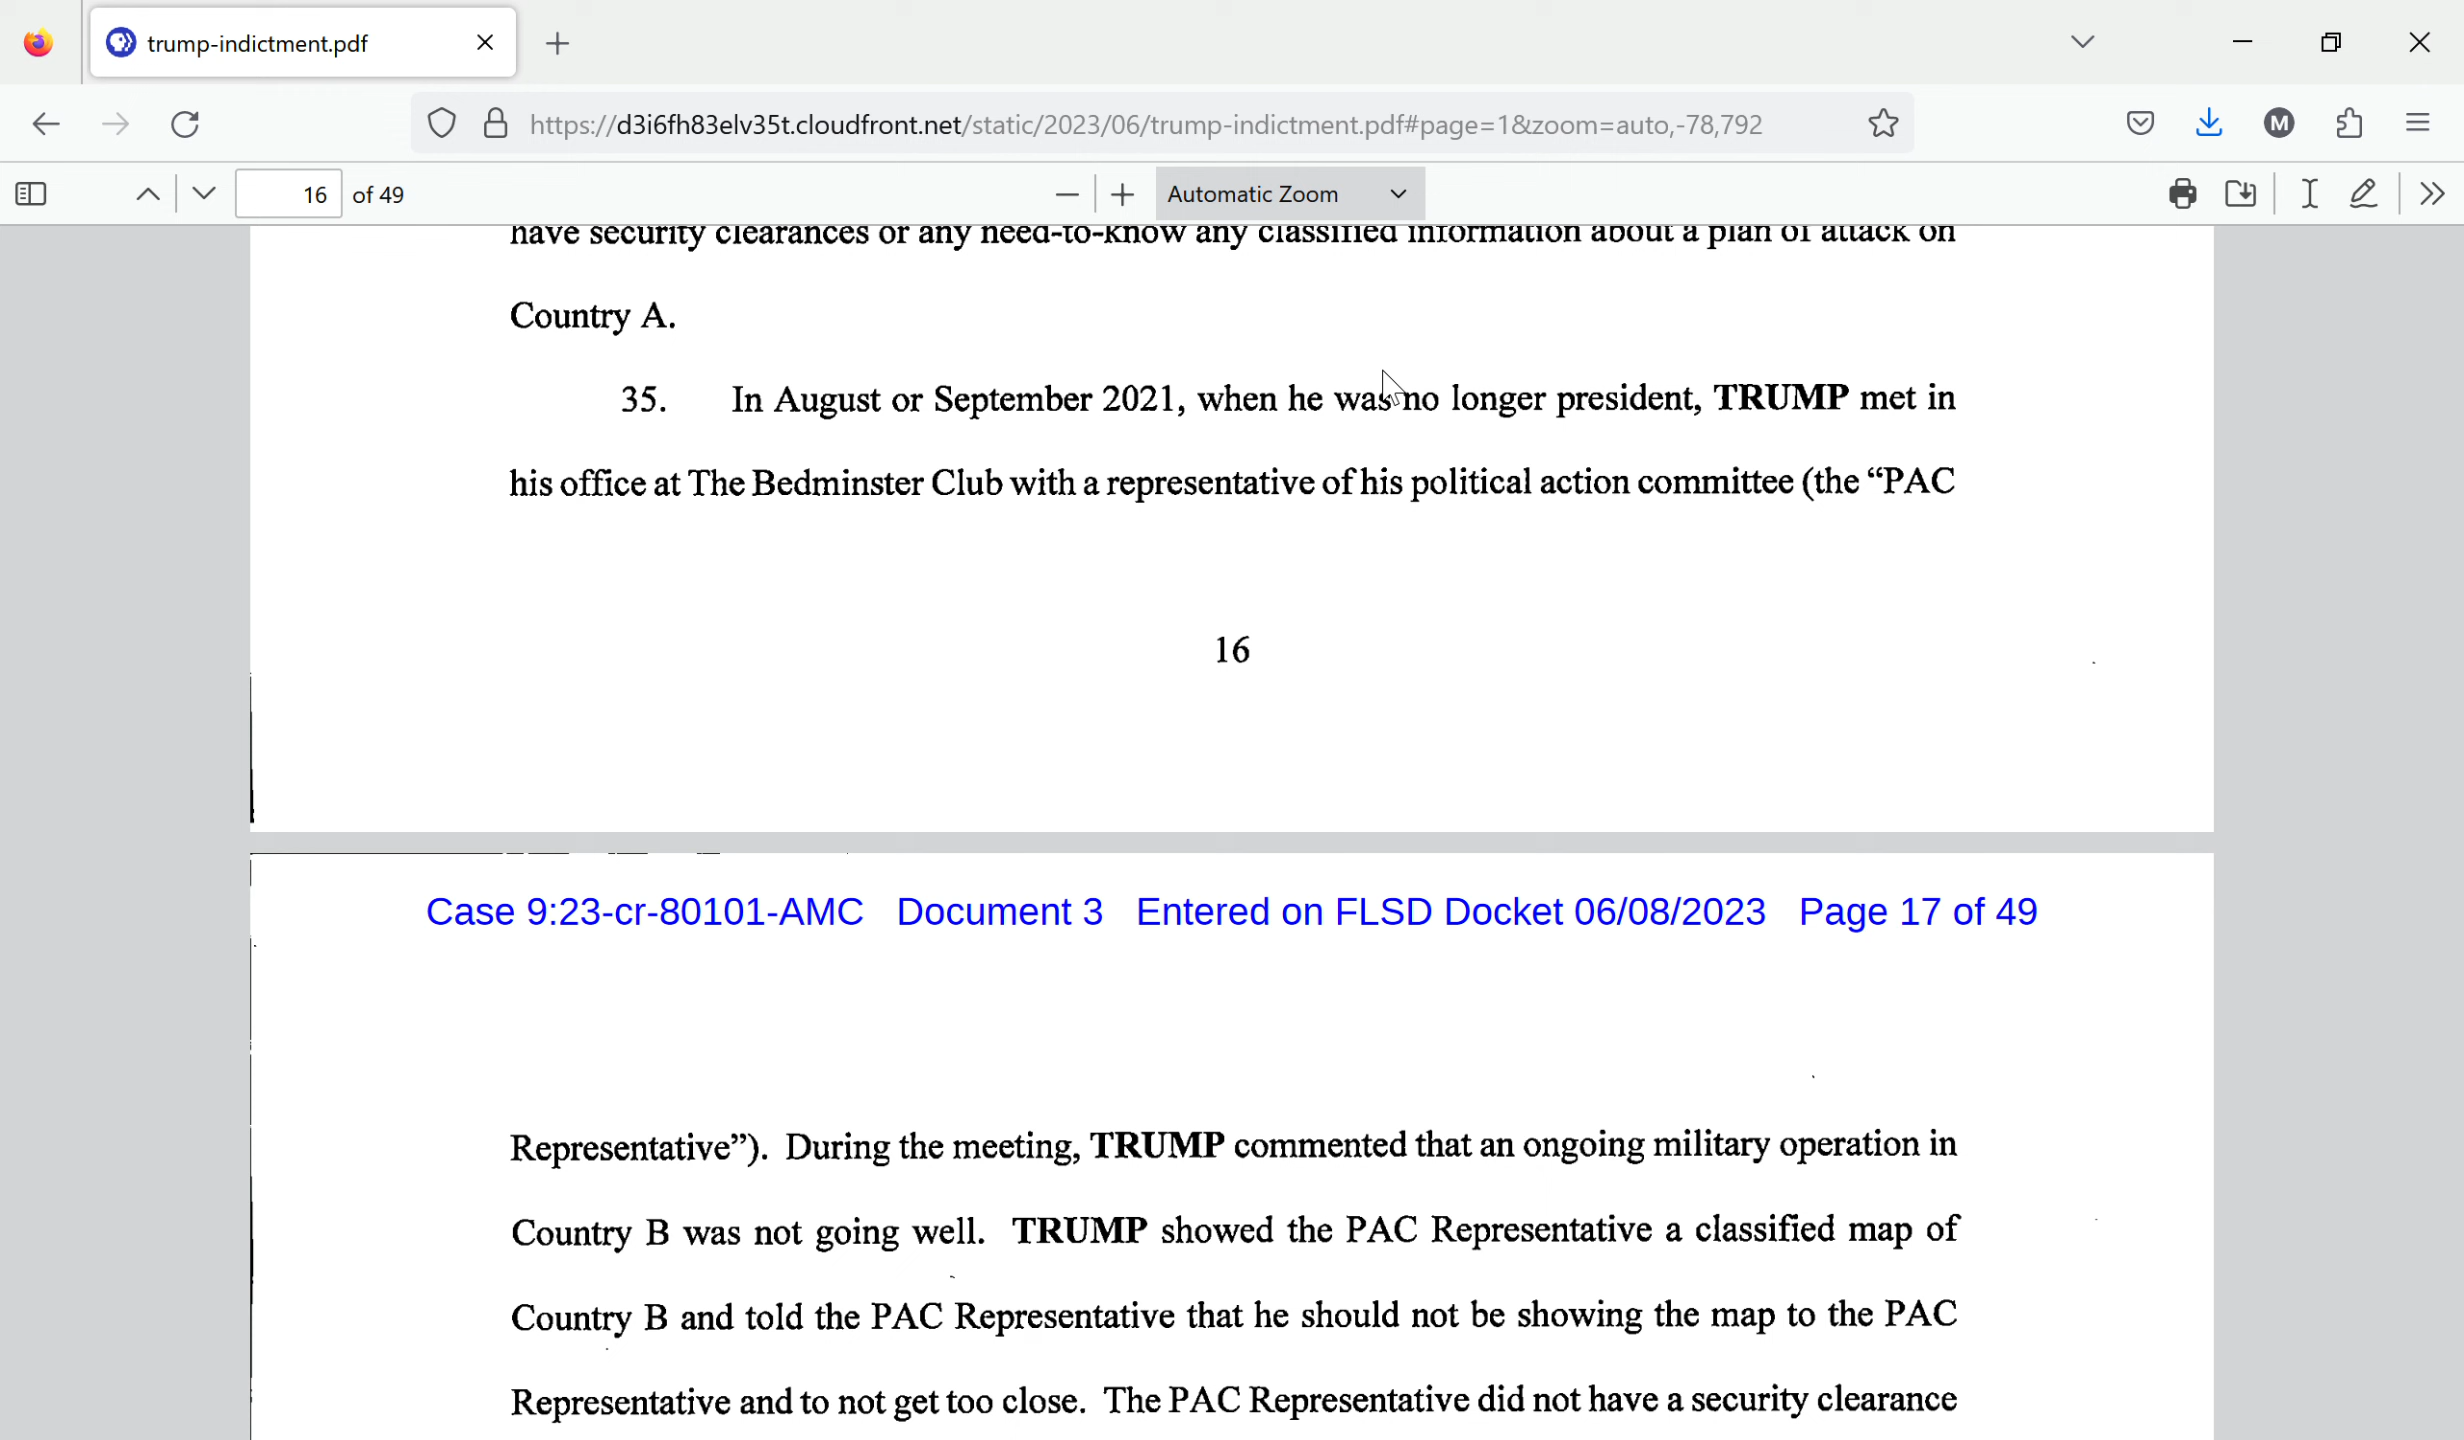 trump-indictment.pdf
https://d3i6fh83elv35t.cloudfront.net/static/2023/06/trump-indictment.pdf#page=1&zoom=auto,-78,792
M
16 of 49
Automatic Zoom
have security clearances or any need-to-know any classified information about a plan of attack on
Country A.
35. In August or September 2021, when he was no longer president, TRUMP met in
his office at The Bedminster Club with a representative of his political action committee (the “PAC
16
Case 9:23-cr-80101-AMC Document 3 Entered on FLSD Docket 06/08/2023 Page 17 of 49
Representative”). During the meeting, TRUMP commented that an ongoing military operation in
Country B was not going well. TRUMP showed the PAC Representative a classified map of
Country B and told the PAC Representative that he should not be showing the map to the PAC
Representative and to not get too close. The PAC Representative did not have a security clearance